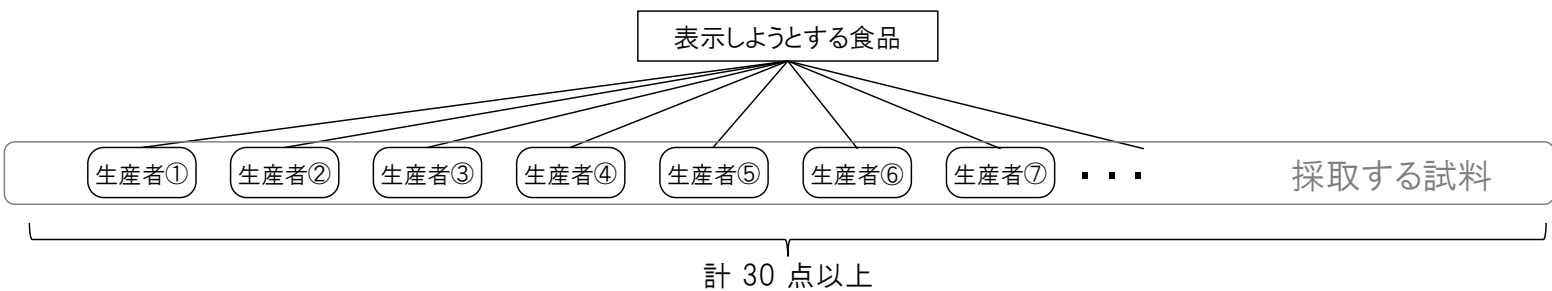 表示しようとする食品
生産者① 生産者② 生産者③ 生産者④ 生産者⑤ 生産者⑥ 生産者⑦ ・・・ 採取する試料
計 30 点以上